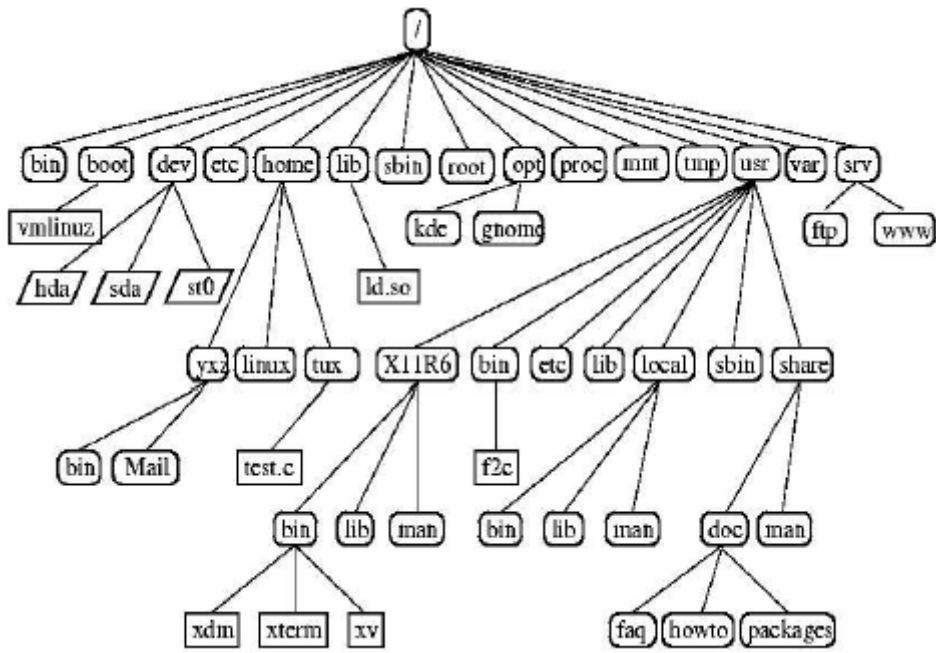 /
bin boot dev etc home lib sbin root opt proc mnt tmp usr var srv
vmlinuz kde gnome ftp www
hda sda st0 ld.so
yxz linux tux X11R6 bin etc lib local sbin share
bin Mail test.c f2c
bin lib man bin lib man doc man
xdm xterm xv faq howto packages